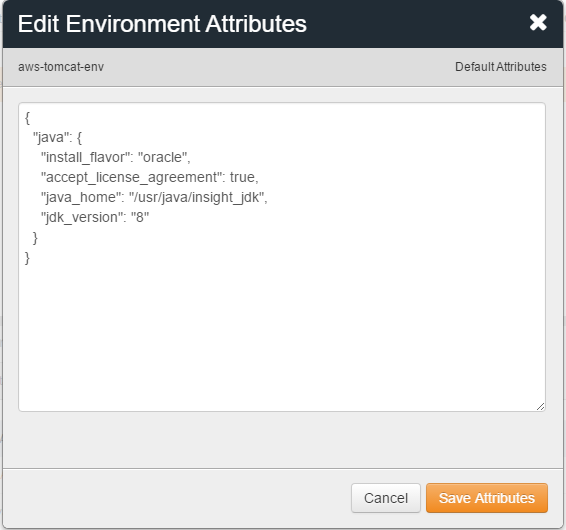 Edit Environment Attributes
aws-tomcat-env Default Attributes
{
"java": {
"install_flavor": "oracle",
"accept_license_agreement": true,
"java_home": "/usr/java/insight_jdk",
"jdk_version": "8"
}
}
Cancel Save Attributes